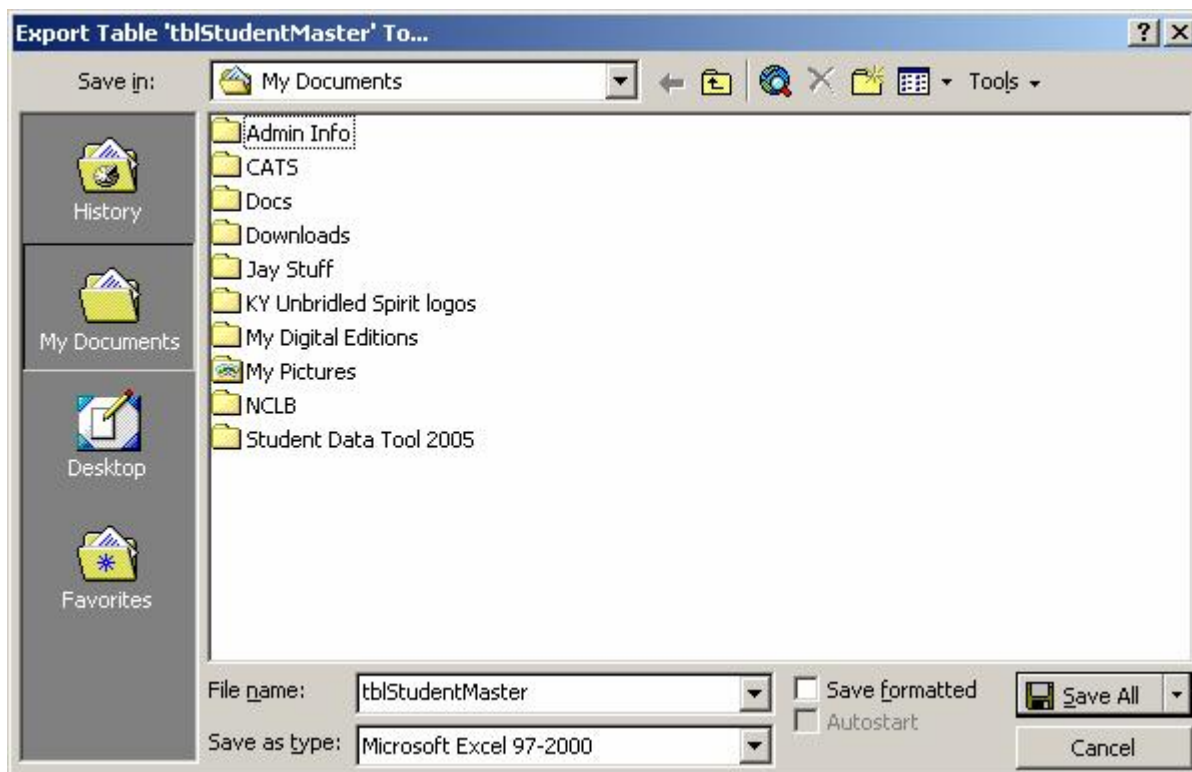 Export Table 'tblStudentMaster' To...
Save in:
My Documents
Tools
History
My Documents
Desktop
Favorites
Admin Info
CATS
Docs
Downloads
Jay Stuff
KY Unbridled Spirit logos
My Digital Editions
My Pictures
NCLB
Student Data Tool 2005
File name:
tblStudentMaster
Save formatted
Save All
Autostart
Save as type:
Microsoft Excel 97-2000
Cancel